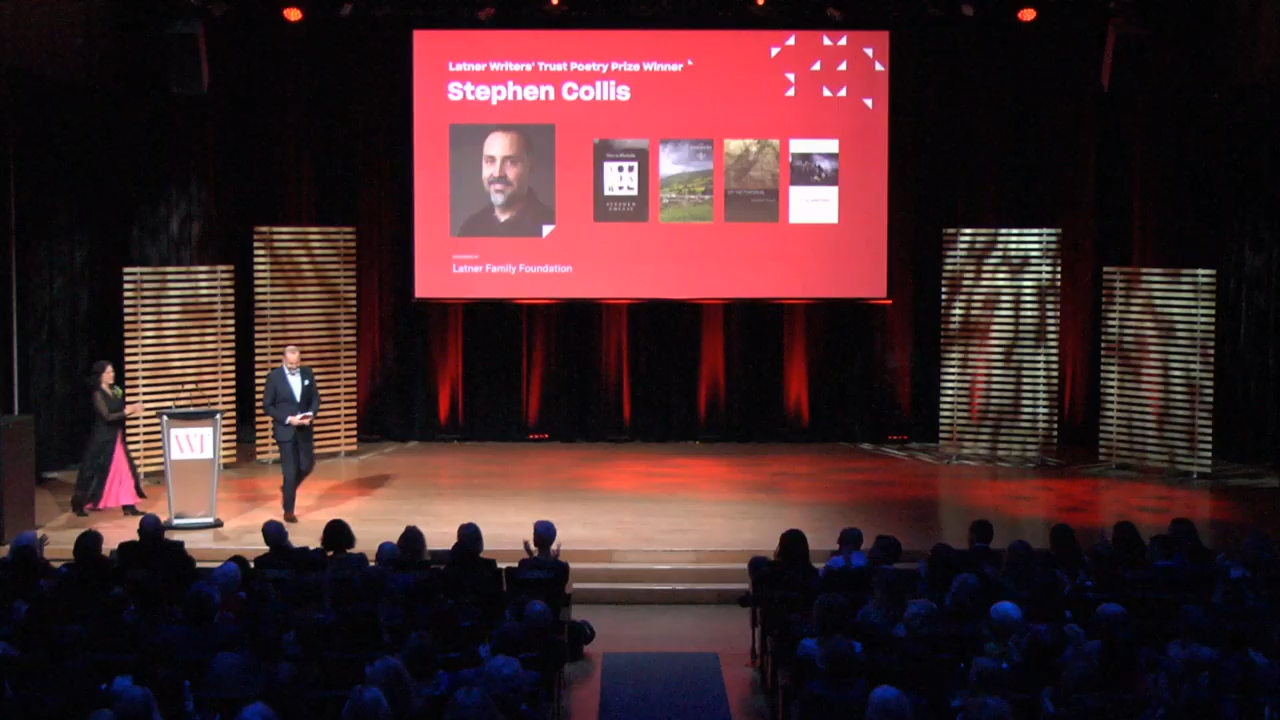 Latner Writers' Trust Poetry Prize Winner
Stephen Collis
Latner Family Foundation
WT